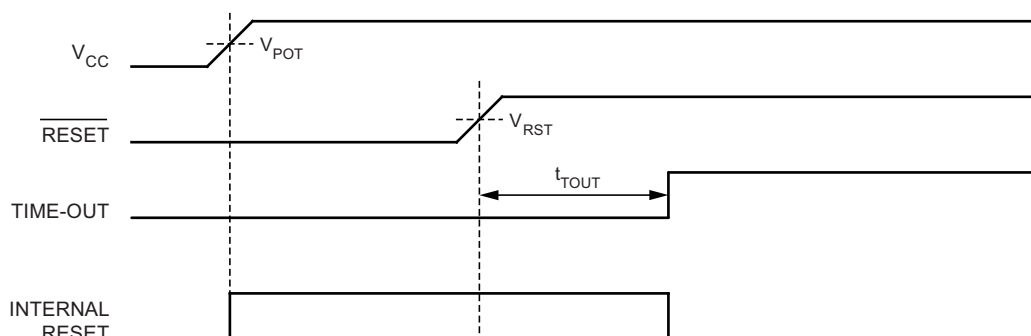 V_CC
V_POT
RESET
V_RST
t_TOUT
TIME-OUT
INTERNAL
RESET